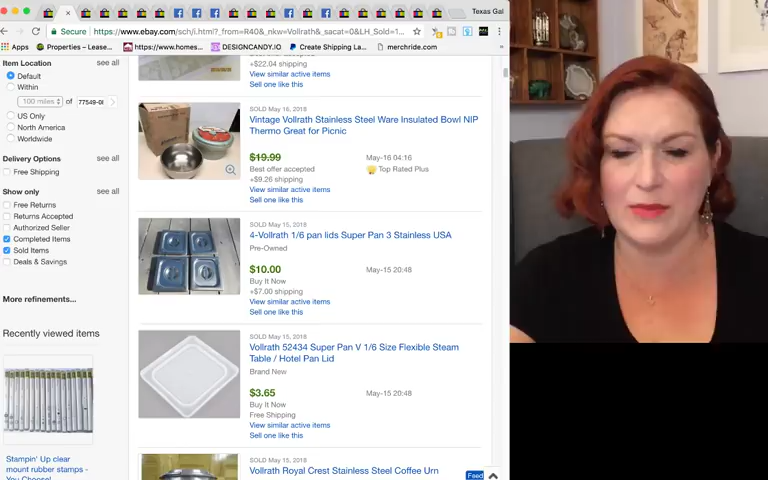 Texas Gal
Secure
https://www.ebay.com/sch/i.html?_from=R40&_nkw=Vollrath&_sacat=0&LH_Sold=1...
Apps
Properties – Lease...
https://www.homes...
DESIGNCANDY.IO
Create Shipping La...
merchride.com
Item Location
see all
Default
Within
100 miles
of
US Only
North America
Worldwide
Delivery Options
see all
Free Shipping
Show only
see all
Free Returns
Returns Accepted
Authorized Seller
Completed Items
Sold Items
Deals & Savings
More refinements...
Recently viewed items
Stampin' Up clear
mount rubber stamps -
+$22.04 shipping
View similar active items
Sell one like this
SOLD May 16, 2018
Vintage Vollrath Stainless Steel Ware Insulated Bowl NIP
Thermo Great for Picnic
$19.99
May-16 04:16
Best offer accepted
Top Rated Plus
+$9.26 shipping
View similar active items
Sell one like this
SOLD May 15, 2018
4-Vollrath 1/6 pan lids Super Pan 3 Stainless USA
Pre-Owned
$10.00
May-15 20:48
Buy It Now
+$7.00 shipping
View similar active items
Sell one like this
SOLD May 15, 2018
Vollrath 52434 Super Pan V 1/6 Size Flexible Steam
Table / Hotel Pan Lid
Brand New
$3.65
May-15 20:48
Buy It Now
Free Shipping
View similar active items
Sell one like this
SOLD May 15, 2018
Vollrath Royal Crest Stainless Steel Coffee Urn